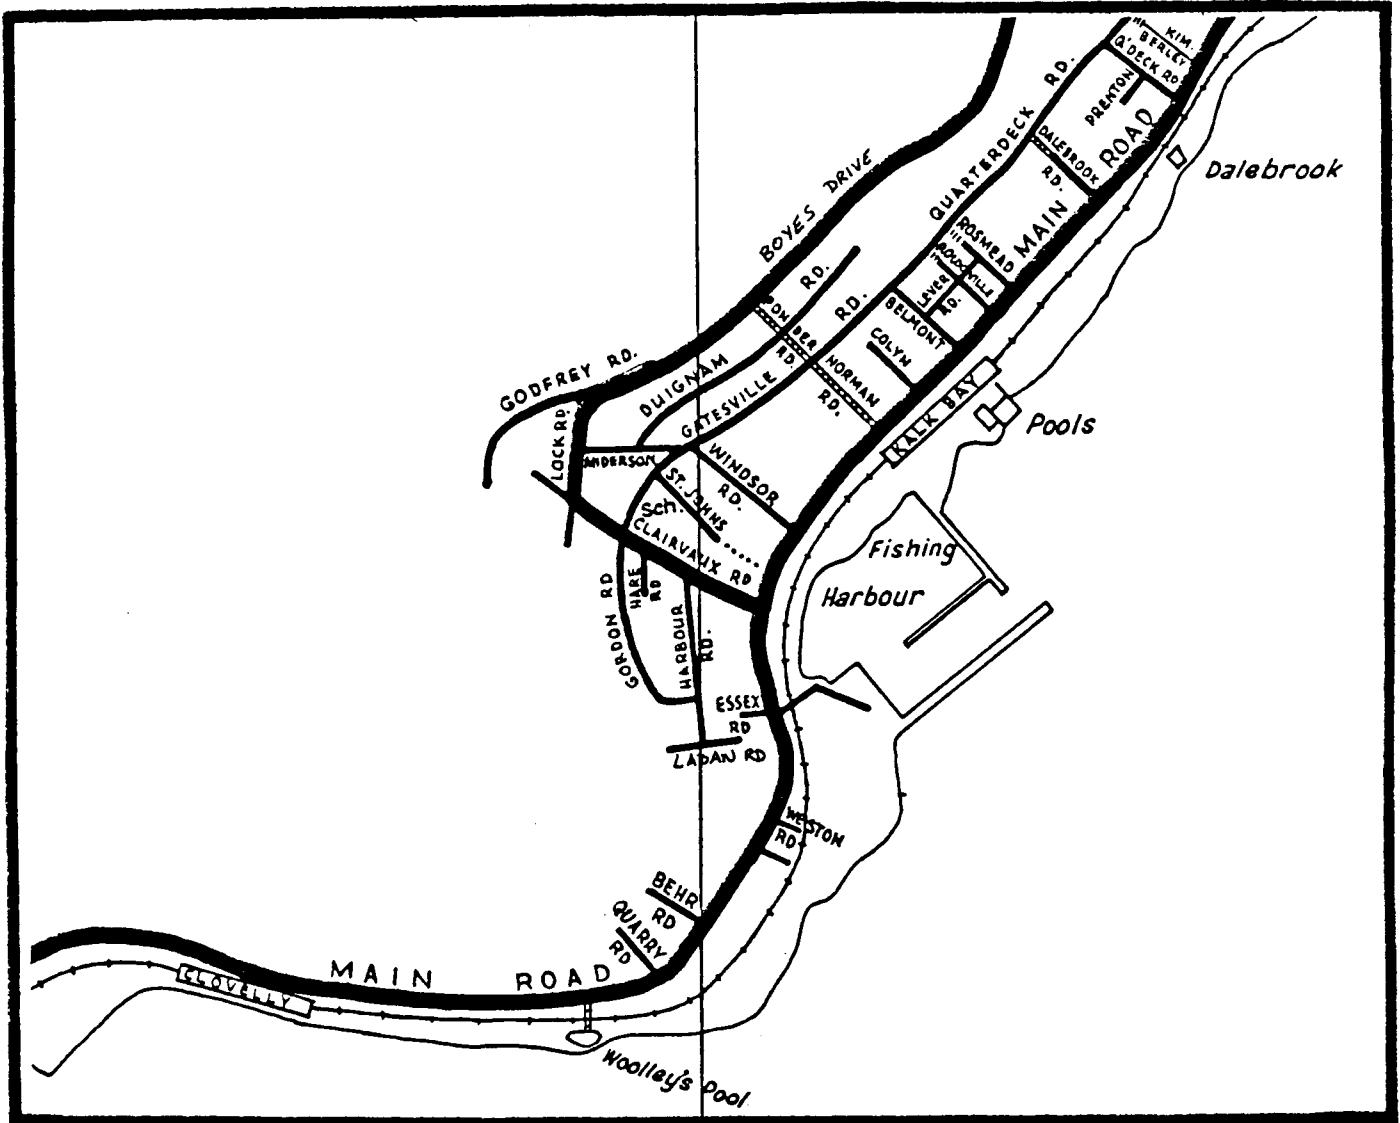 KIM.
BERLEY
Q'DECK RD
PRENTON
QUARTERDECK RD.
DALEBROOK
RD.
MAIN ROAD
Dalebrook
BOYES DRIVE
ROSMEAD
LEVER
RD.
BELMONT
COLYN
DUIGNAM RD.
GATESVILLE RD.
RD.
NORMAN
RD.
GODFREY RD.
LOCK RD.
ANDERSON
WINDSOR
RD.
ST. JOHNS
Sch.
CLAIRVAUX RD
KALK BAY
Pools
Fishing
Harbour
HARE
RD
GORDON RD
HARBOUR
RD.
ESSEX
RD
LADAN RD
WESTON
RD.
BEHR
RD
QUARRY
RD
MAIN ROAD
CLOVELLY
Woolley's Pool